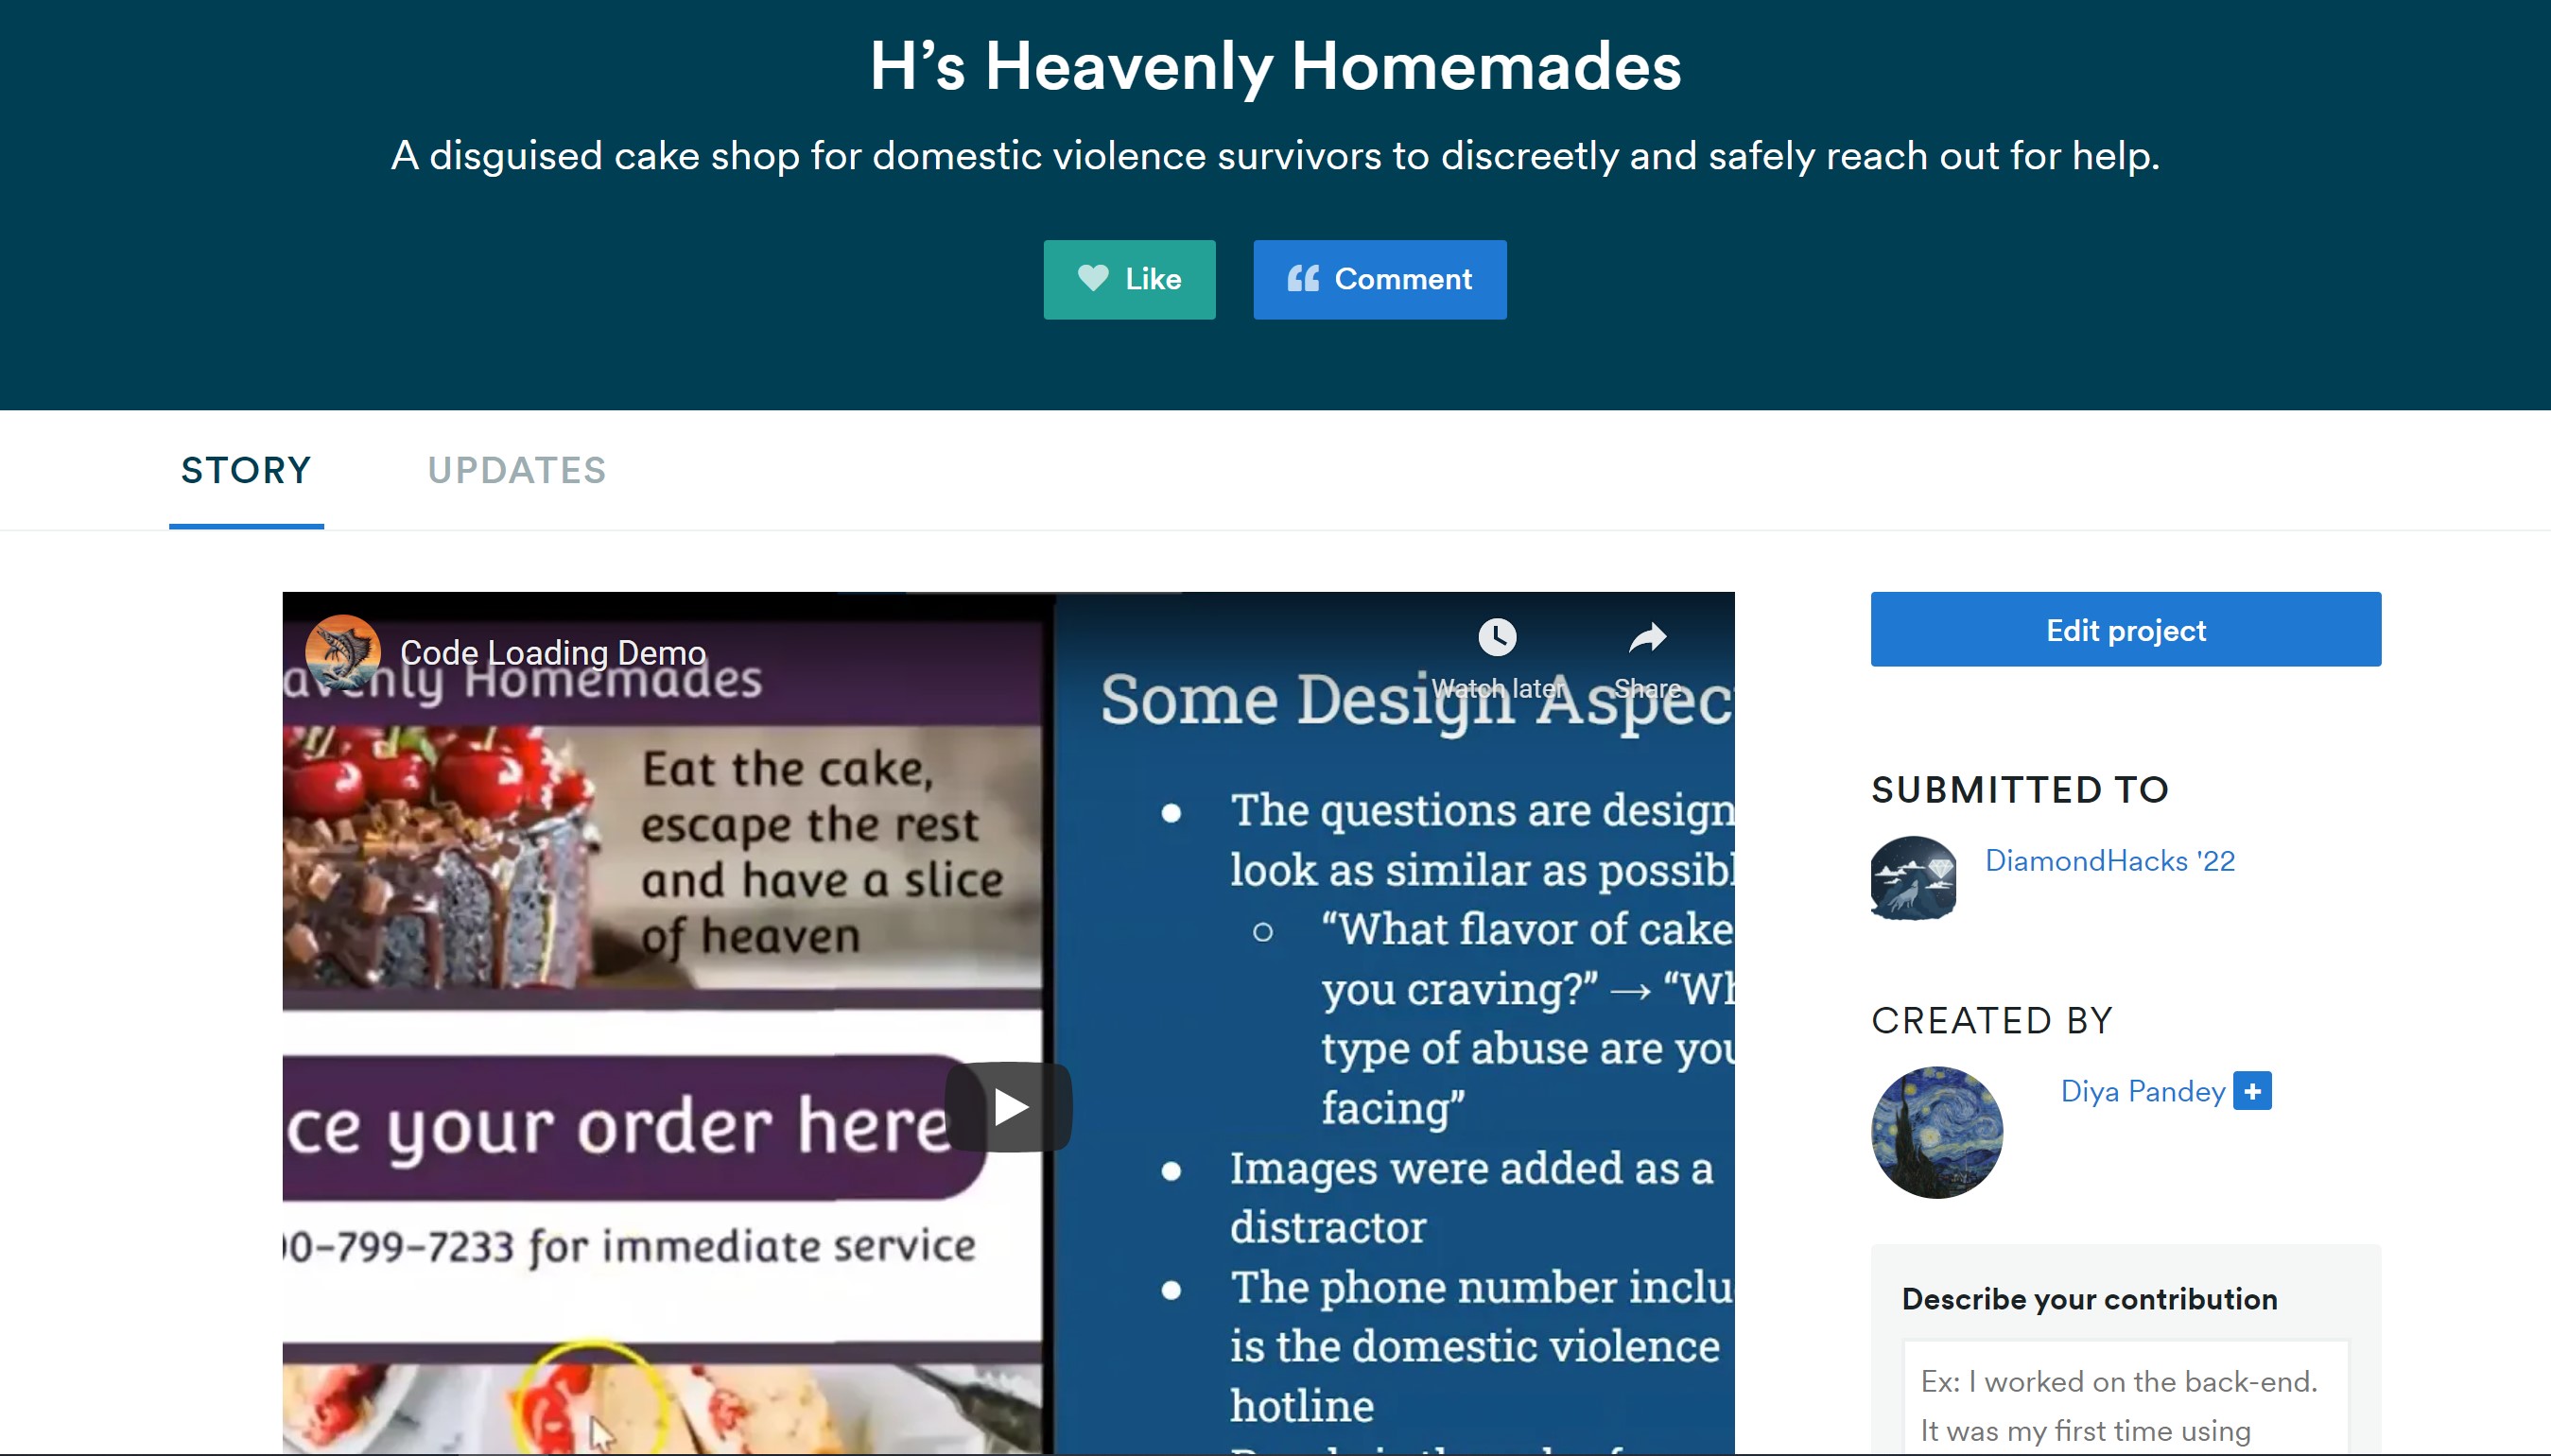 H’s Heavenly Homemades
A disguised cake shop for domestic violence survivors to discreetly and safely reach out for help.
Like
Comment
STORY
UPDATES
Code Loading Demo
Watch later
Share
avenly Homemades
Eat the cake,
escape the rest
and have a slice
of heaven
ce your order here
00-799-7233 for immediate service
Some Design Aspec
The questions are design
look as similar as possibl
“What flavor of cake
you craving?” → “Wh
type of abuse are you
facing”
Images were added as a
distractor
The phone number inclu
is the domestic violence
hotline
Edit project
SUBMITTED TO
DiamondHacks '22
CREATED BY
Diya Pandey +
Describe your contribution
Ex: I worked on the back-end.
It was my first time using